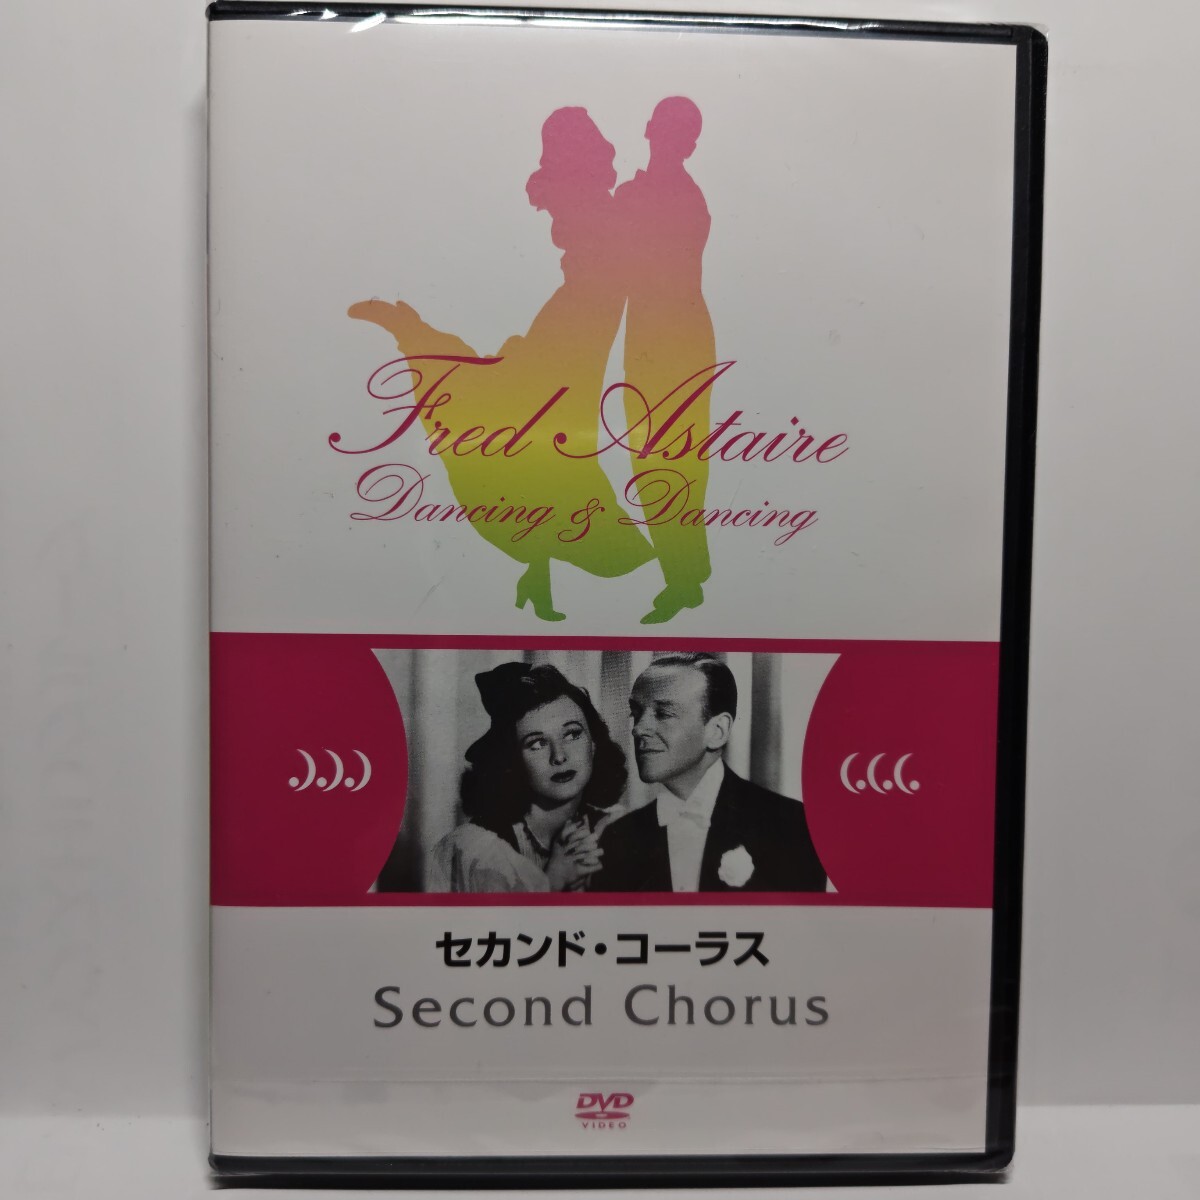 Fred Astaire
Dancing & Dancing
セカンド・コーラス
Second Chorus
DVD
VIDEO